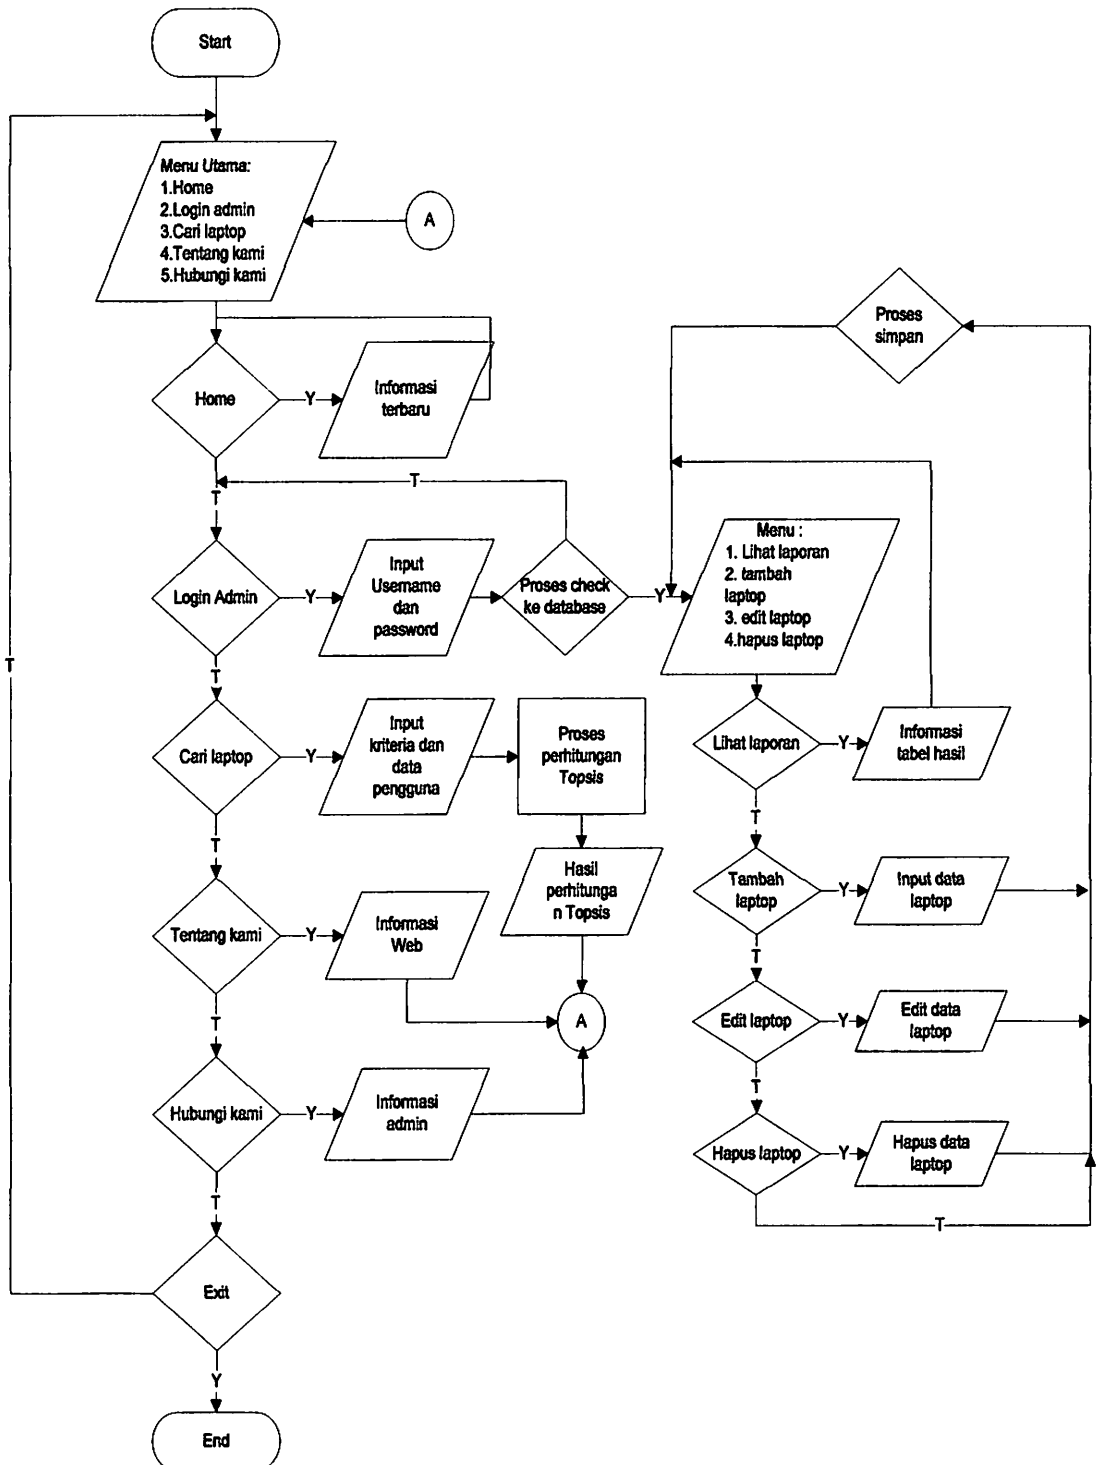 Start
Menu Utama:
1.Home
2.Login admin
3.Cari laptop
4.Tentang kami
5.Hubungi kami
A
Proses
simpan
Home
Y
Informasi
terbaru
T
T
Login Admin
Y
Input
Username
dan
password
Proses check
ke database
Y
Menu :
1. Lihat laporan
2. tambah
laptop
3. edit laptop
4.hapus laptop
T
T
Cari laptop
Y
Input
kriteria dan
data
pengguna
Proses
perhitungan
Topsis
Lihat laporan
Y
Informasi
tabel hasil
T
T
Hasil
perhitunga
n Topsis
Tambah
laptop
Y
Input data
laptop
Tentang kami
Y
Informasi
Web
T
T
A
Edit laptop
Y
Edit data
laptop
T
Hubungi kami
Y
Informasi
admin
Hapus laptop
Y
Hapus data
laptop
T
T
Exit
Y
End